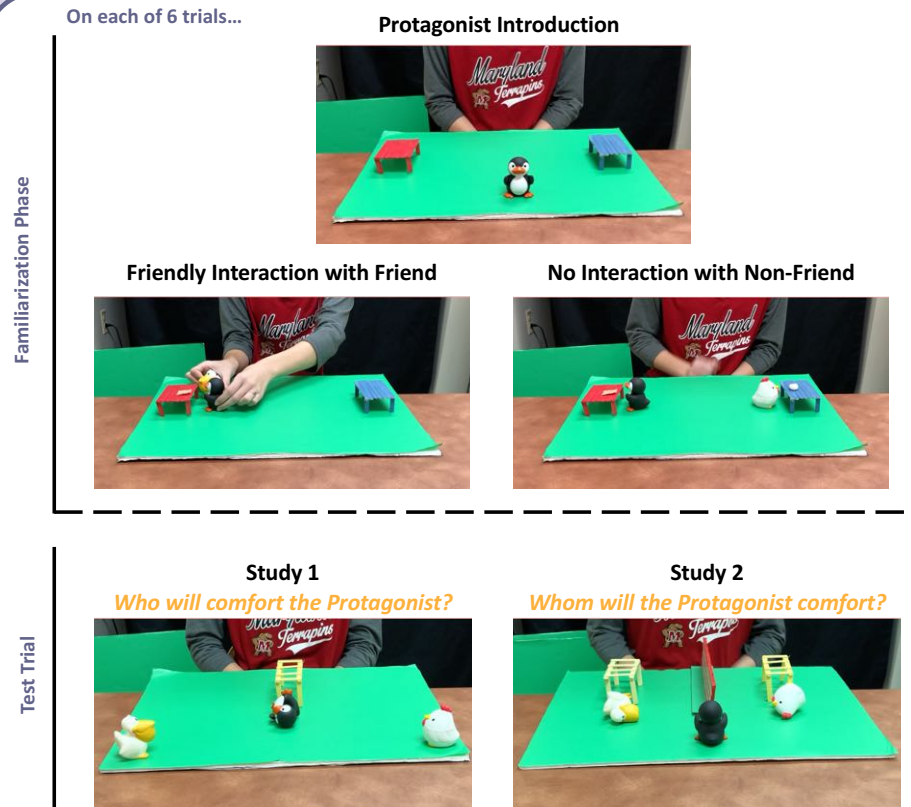 On each of 6 trials…
Protagonist Introduction
Maryland
Terrapins
Familiarization Phase
Friendly Interaction with Friend
No Interaction with Non-Friend
Maryland
Maryland
Terrapins
Study 1
Study 2
Who will comfort the Protagonist?
Whom will the Protagonist comfort?
Terrapins
Terrapins
Test Trial